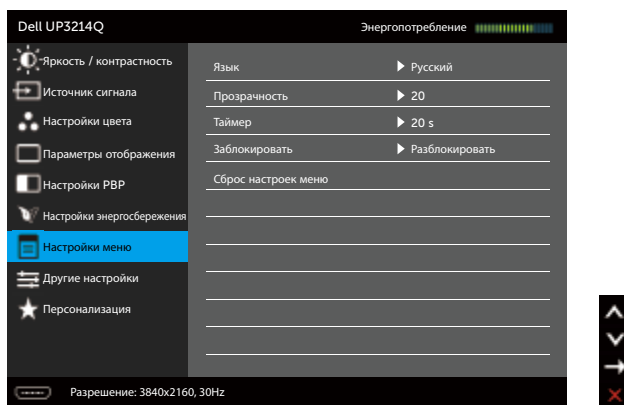 Dell UP3214Q
Энергопотребление
Яркость / контрастность
Источник сигнала
Настройки цвета
Параметры отображения
Настройки PBP
Настройки энергосбережения
Настройки меню
Другие настройки
Персонализация
Язык Русский
Прозрачность 20
Таймер 20 s
Заблокировать Разблокировать
Сброс настроек меню
Разрешение: 3840x2160, 30Hz